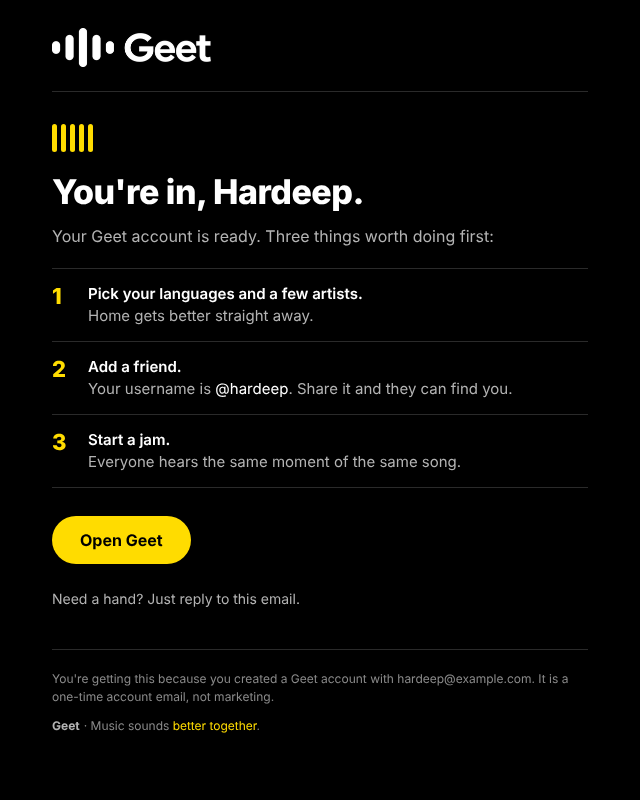 Geet
You're in, Hardeep.
Your Geet account is ready. Three things worth doing first:
1
Pick your languages and a few artists.
Home gets better straight away.
2
Add a friend.
Your username is @hardeep. Share it and they can find you.
3
Start a jam.
Everyone hears the same moment of the same song.
Open Geet
Need a hand? Just reply to this email.
You're getting this because you created a Geet account with hardeep@example.com. It is a
one-time account email, not marketing.
Geet · Music sounds better together.